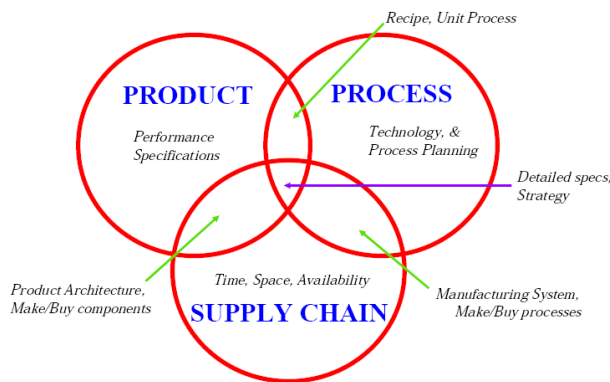 Recipe, Unit Process
PRODUCT
PROCESS
Performance
Specifications
Technology, &
Process Planning
Detailed specs,
Strategy
Product Architecture,
Make/Buy components
Time, Space, Availability
SUPPLY CHAIN
Manufacturing System,
Make/Buy processes